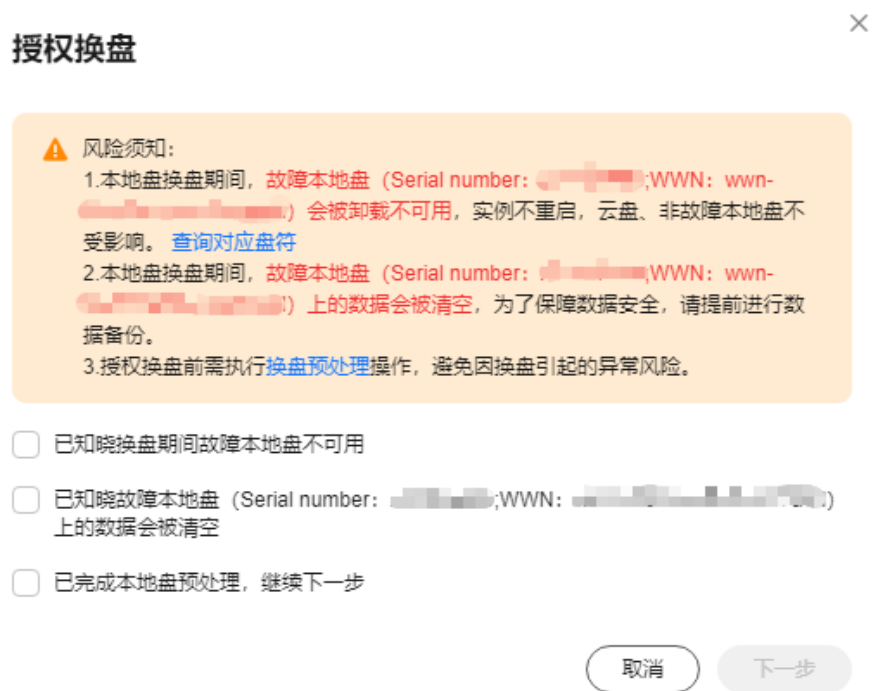 授权换盘
风险须知：
1.本地盘换盘期间，故障本地盘（Serial number： ;WWN：wwn-
）会被卸载不可用，实例不重启，云盘、非故障本地盘不
受影响。 查询对应盘符
2.本地盘换盘期间，故障本地盘（Serial number： ;WWN：wwn-
）上的数据会被清空，为了保障数据安全，请提前进行数
据备份。
3.授权换盘前需执行换盘预处理操作，避免因换盘引起的异常风险。
已知晓换盘期间故障本地盘不可用
已知晓故障本地盘（Serial number： ;WWN： ）
上的数据会被清空
已完成本地盘预处理，继续下一步
取消 下一步